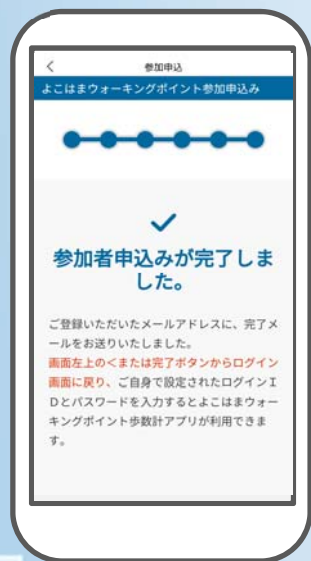 参加申込
よこはまウォーキングポイント参加申込み
参加者申込みが完了しま
した。
ご登録いただいたメールアドレスに、完了メ
ールをお送りいたしました。
画面左上の<または完了ボタンからログイン
画面に戻り、ご自身で設定されたログインI
Dとパスワードを入力するとよこはまウォー
キングポイント歩数計アプリが利用できま
す。